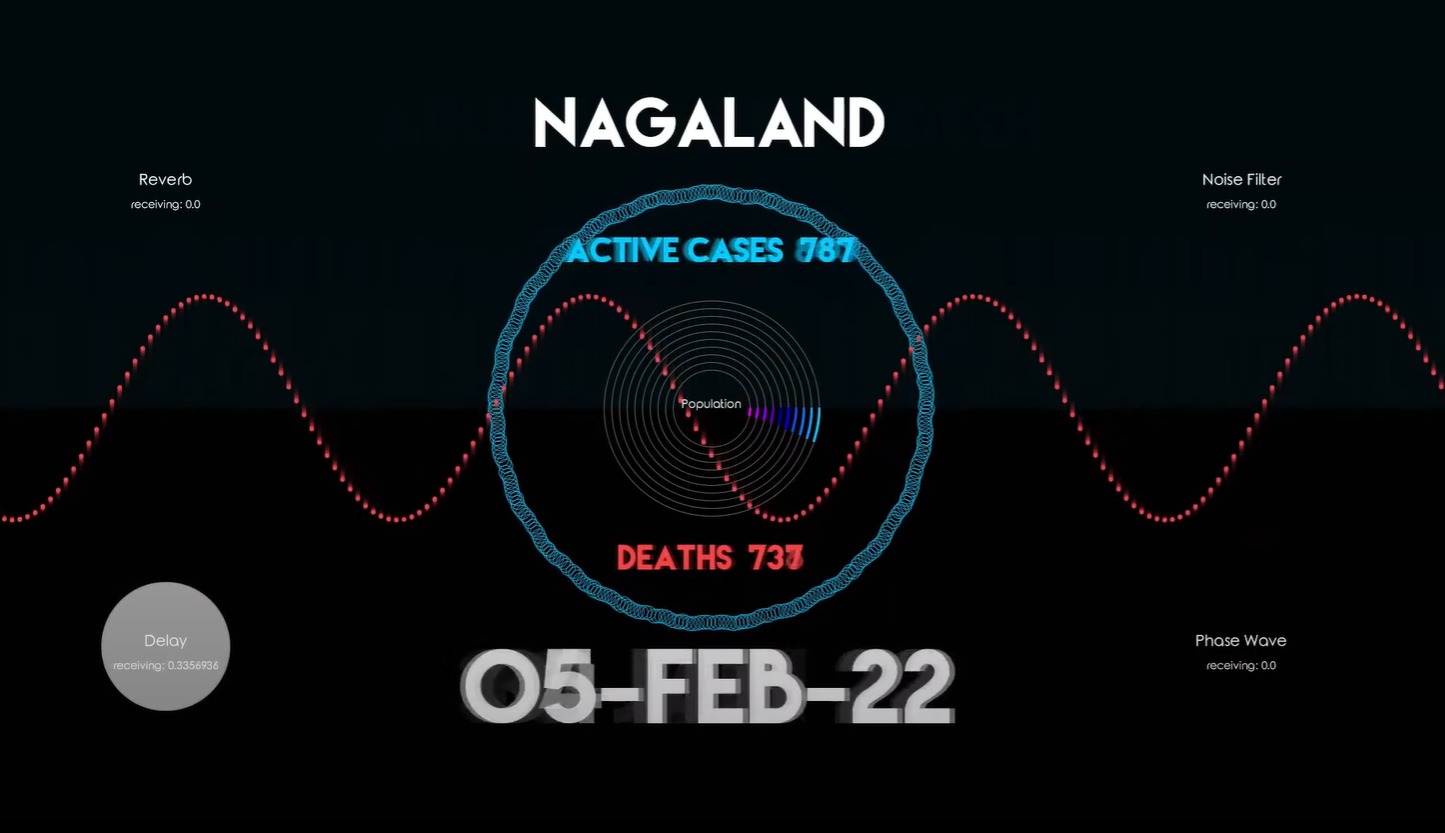 NAGALAND
Reverb
receiving: 0.0
Noise Filter
receiving: 0.0
ACTIVE CASES 787
Population
DEATHS
Delay
receiving: 0.3356936
Phase Wave
receiving: 0.0
05-FEB-22